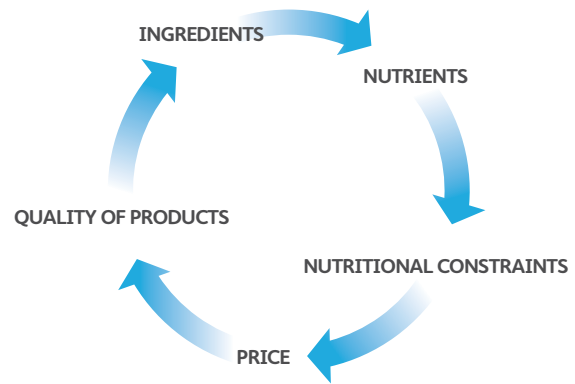 INGREDIENTS
NUTRIENTS
NUTRITIONAL CONSTRAINTS
PRICE
QUALITY OF PRODUCTS